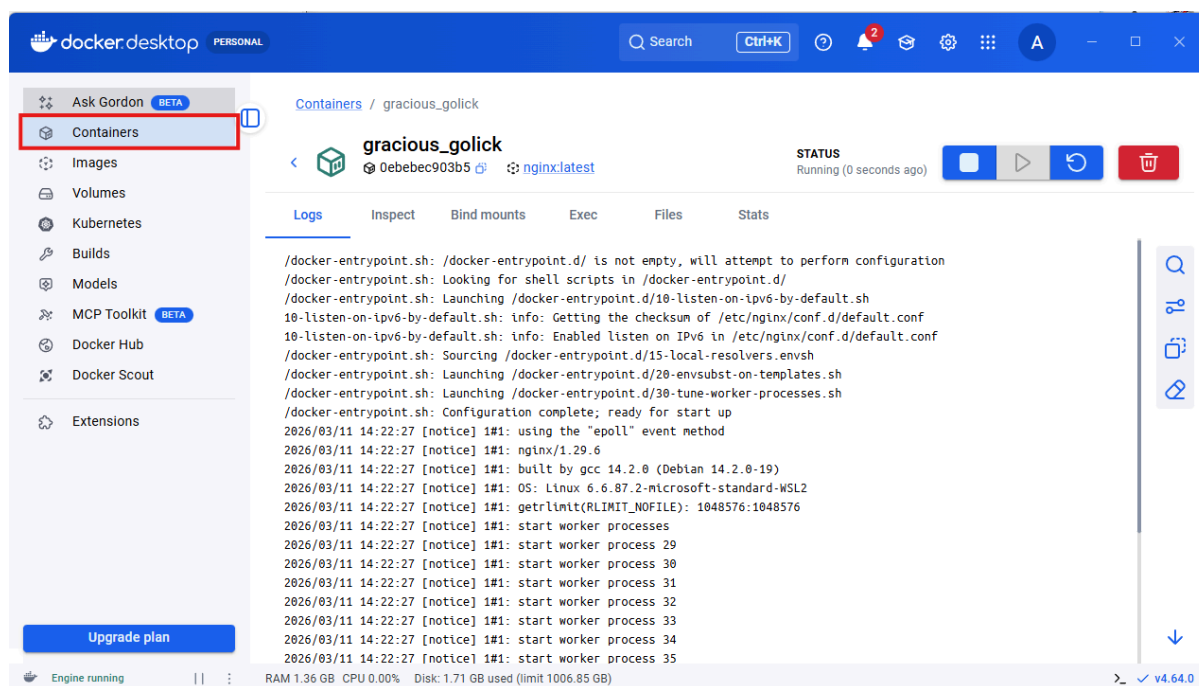 docker.desktop PERSONAL
Search Ctrl+K
2
A
Ask Gordon BETA
Containers
Images
Volumes
Kubernetes
Builds
Models
MCP Toolkit BETA
Docker Hub
Docker Scout
Extensions
Upgrade plan
Containers / gracious_golick
gracious_golick
0ebebec903b5 nginx:latest
STATUS
Running (0 seconds ago)
Logs Inspect Bind mounts Exec Files Stats
/docker-entrypoint.sh: /docker-entrypoint.d/ is not empty, will attempt to perform configuration
/docker-entrypoint.sh: Looking for shell scripts in /docker-entrypoint.d/
/docker-entrypoint.sh: Launching /docker-entrypoint.d/10-listen-on-ipv6-by-default.sh
10-listen-on-ipv6-by-default.sh: info: Getting the checksum of /etc/nginx/conf.d/default.conf
10-listen-on-ipv6-by-default.sh: info: Enabled listen on IPv6 in /etc/nginx/conf.d/default.conf
/docker-entrypoint.sh: Sourcing /docker-entrypoint.d/15-local-resolvers.envsh
/docker-entrypoint.sh: Launching /docker-entrypoint.d/20-envsubst-on-templates.sh
/docker-entrypoint.sh: Launching /docker-entrypoint.d/30-tune-worker-processes.sh
/docker-entrypoint.sh: Configuration complete; ready for start up
2026/03/11 14:22:27 [notice] 1#1: using the "epoll" event method
2026/03/11 14:22:27 [notice] 1#1: nginx/1.29.6
2026/03/11 14:22:27 [notice] 1#1: built by gcc 14.2.0 (Debian 14.2.0-19)
2026/03/11 14:22:27 [notice] 1#1: OS: Linux 6.6.87.2-microsoft-standard-WSL2
2026/03/11 14:22:27 [notice] 1#1: getrlimit(RLIMIT_NOFILE): 1048576:1048576
2026/03/11 14:22:27 [notice] 1#1: start worker processes
2026/03/11 14:22:27 [notice] 1#1: start worker process 29
2026/03/11 14:22:27 [notice] 1#1: start worker process 30
2026/03/11 14:22:27 [notice] 1#1: start worker process 31
2026/03/11 14:22:27 [notice] 1#1: start worker process 32
2026/03/11 14:22:27 [notice] 1#1: start worker process 33
2026/03/11 14:22:27 [notice] 1#1: start worker process 34
2026/03/11 14:22:27 [notice] 1#1: start worker process 35
Engine running
RAM 1.36 GB CPU 0.00% Disk: 1.71 GB used (limit 1006.85 GB)
v4.64.0